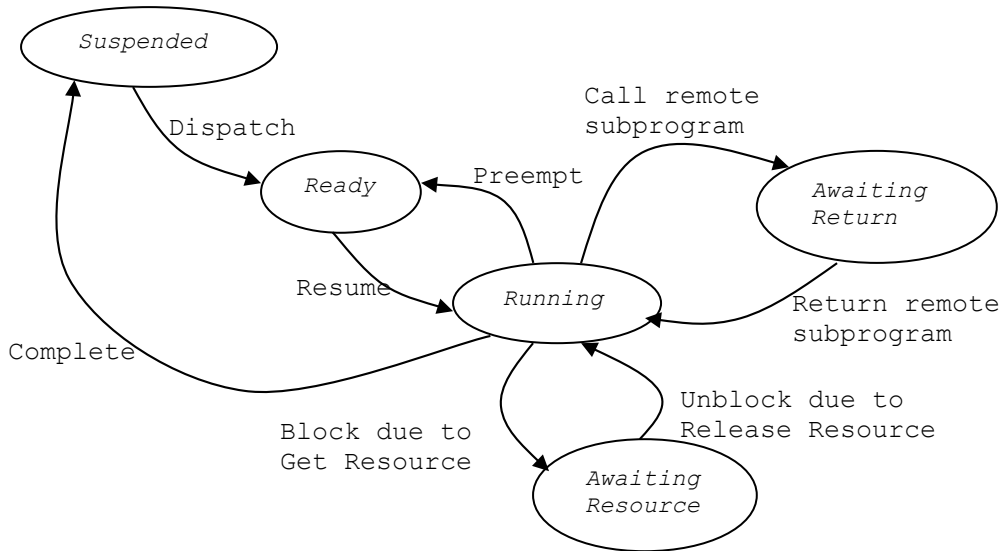 Suspended
Dispatch
Call remote
subprogram
Ready
Preempt
Awaiting
Return
Resume
Running
Return remote
subprogram
Complete
Unblock due to
Release Resource
Block due to
Get Resource
Awaiting
Resource